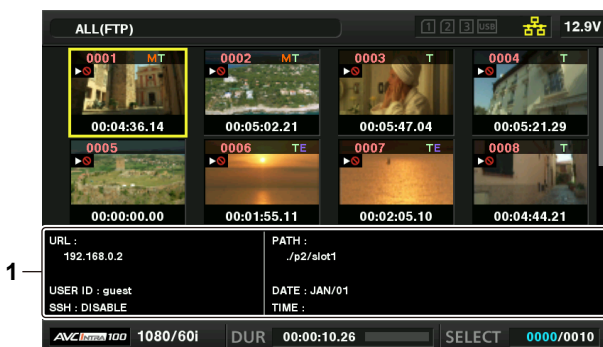 ALL(FTP)
1 2 3 USB
12.9V
0001 MT
0002 MT
0003 T
0004 T
00:04:36.14
00:05:02.21
00:05:47.04
00:05:21.29
0005
0006 TE
0007 TE
0008 T
00:00:00.00
00:01:55.11
00:02:05.10
00:04:44.21
1
URL :
192.168.0.2
USER ID : guest
SSH : DISABLE
PATH :
./p2/slot1
DATE : JAN/01
TIME :
AVC INTRA 100 1080/60i DUR 00:00:10.26 SELECT 0000/0010